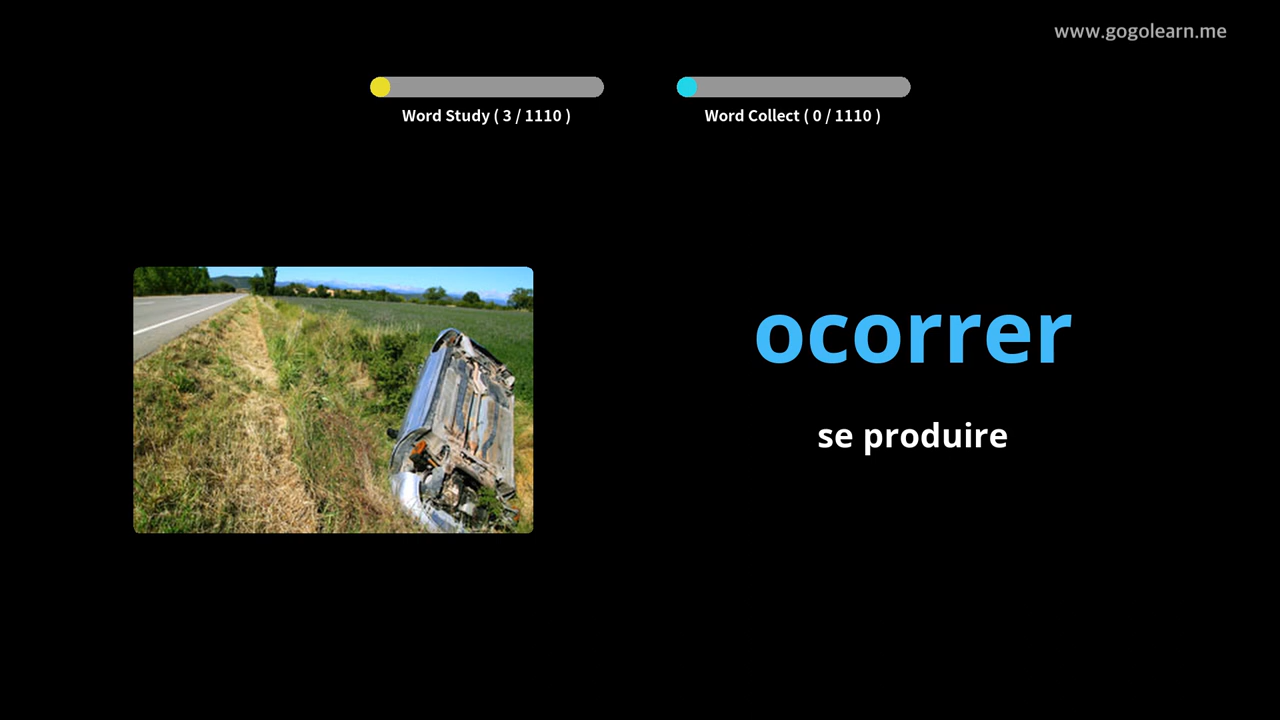 www.gogolearn.me
Word Study ( 3 / 1110 )
Word Collect ( 0 / 1110 )
ocorrer
se produire